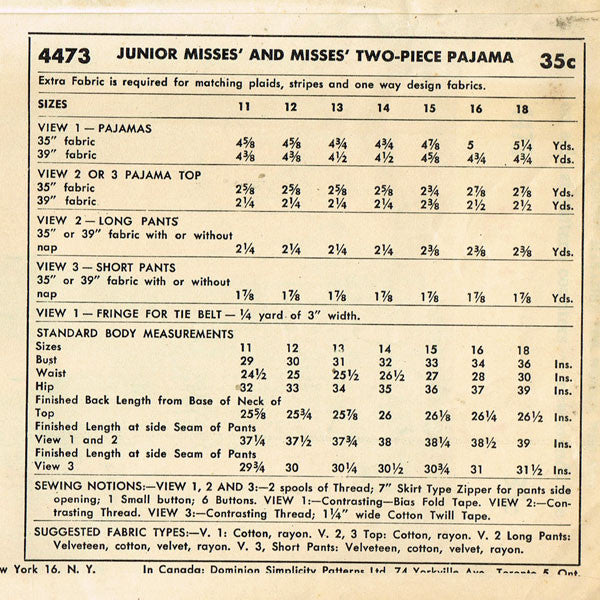 4473 JUNIOR MISSES' AND MISSES' TWO-PIECE PAJAMA 35c
Extra Fabric is required for matching plaids, stripes and one way design fabrics.
SIZES 11 12 13 14 15 16 18
VIEW 1 — PAJAMAS
35" fabric 4⅝ 4⅝ 4¾ 4¾ 4⅞ 5 5¼ Yds.
39" fabric 4⅜ 4⅜ 4½ 4½ 4⅝ 4¾ 4¾ Yds.
VIEW 2 OR 3 PAJAMA TOP
35" fabric 2⅝ 2⅝ 2⅝ 2⅝ 2¾ 2⅞ 2⅞ Yds.
39" fabric 2¼ 2¼ 2¼ 2¼ 2⅜ 2½ 2½ Yds.
VIEW 2 — LONG PANTS
35" or 39" fabric with or without
nap 2¼ 2¼ 2¼ 2¼ 2⅜ 2⅜ 2⅜ Yds.
VIEW 3 — SHORT PANTS
35" or 39" fabric with or without
nap 1⅞ 1⅞ 1⅞ 1⅞ 1⅞ 1⅞ 1⅞ Yds.
VIEW 1 — FRINGE FOR TIE BELT — ¼ yard of 3" width.
STANDARD BODY MEASUREMENTS
Sizes 11 12 13 14 15 16 18
Bust 29 30 31 32 33 34 36 Ins.
Waist 24½ 25 25½ 26½ 27 28 30 Ins.
Hip 32 33 34 35 36 37 39 Ins.
Finished Back Length from Base of Neck of
Top 25⅝ 25¾ 25⅞ 26 26⅛ 26¼ 26½ Ins.
Finished Length at side Seam of Pants
View 1 and 2 37¼ 37½ 37¾ 38 38¼ 38½ 39 Ins.
Finished Length at side Seam of Pants
View 3 29¾ 30 30¼ 30½ 30¾ 31 31½ Ins.
SEWING NOTIONS:—VIEW 1, 2 AND 3:—2 spools of Thread; 7" Skirt Type Zipper for pants side
opening; 1 Small button; 6 Buttons. VIEW 1:—Contrasting—Bias Fold Tape. VIEW 2:—Con-
trasting Thread. VIEW 3:—Contrasting Thread; 1¼" wide Cotton Twill Tape.
SUGGESTED FABRIC TYPES:—V. 1: Cotton, rayon. V. 2, 3 Top: Cotton, rayon. V. 2 Long Pants:
Velveteen, cotton, velvet, rayon. V. 3, Short Pants: Velveteen, cotton, velvet, rayon.
w York 16, N. Y. In Canada: Dominion Simplicity Patterns Ltd. 74 Yorkville Ave. Toronto 5, Ont.